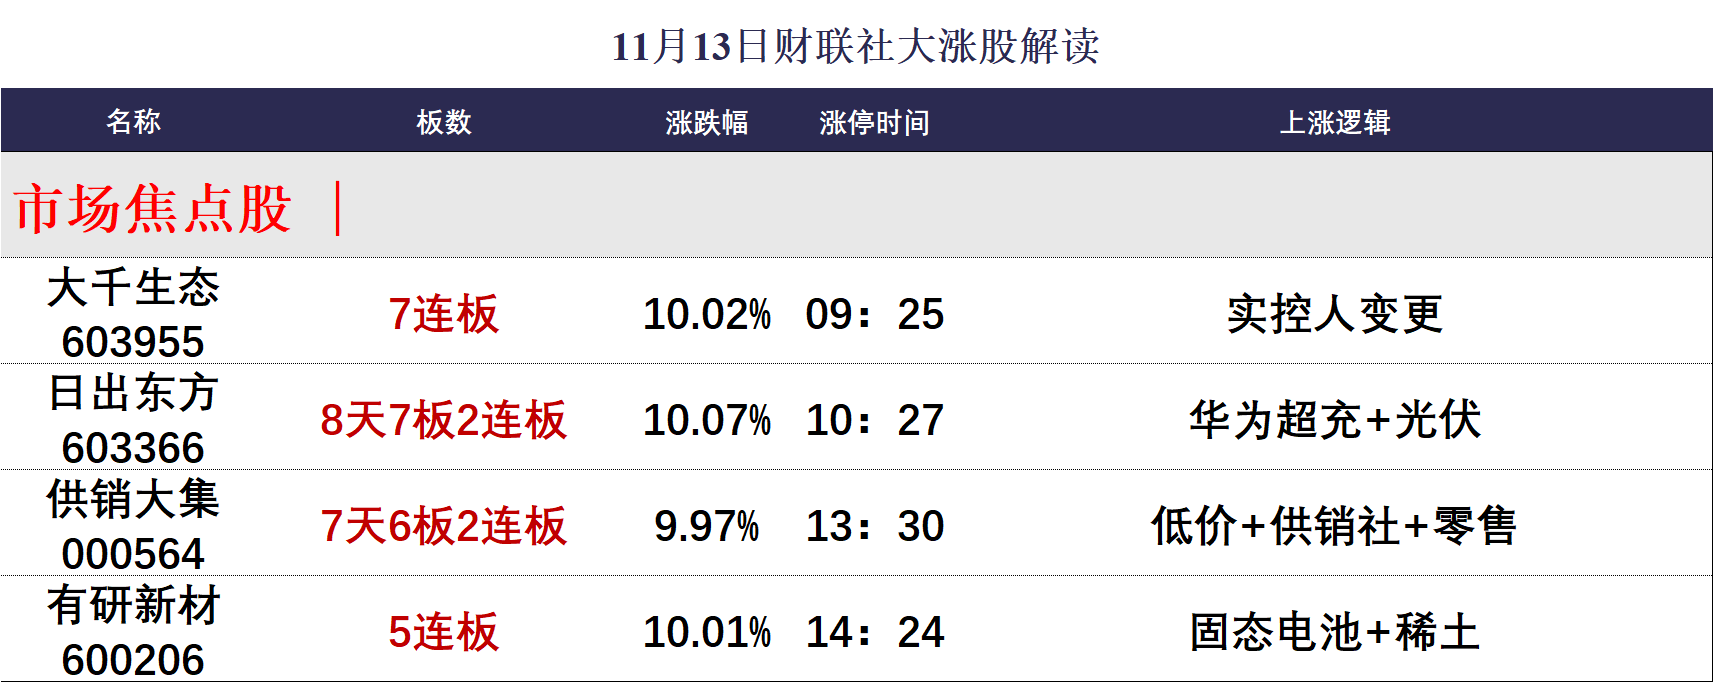 11月13日财联社大涨股解读
名称 板数 涨跌幅 涨停时间 上涨逻辑
市场焦点股 |
大千生态
603955 7连板 10.02% 09：25 实控人变更
日出东方
603366 8天7板2连板 10.07% 10：27 华为超充+光伏
供销大集
000564 7天6板2连板 9.97% 13：30 低价+供销社+零售
有研新材
600206 5连板 10.01% 14：24 固态电池+稀土